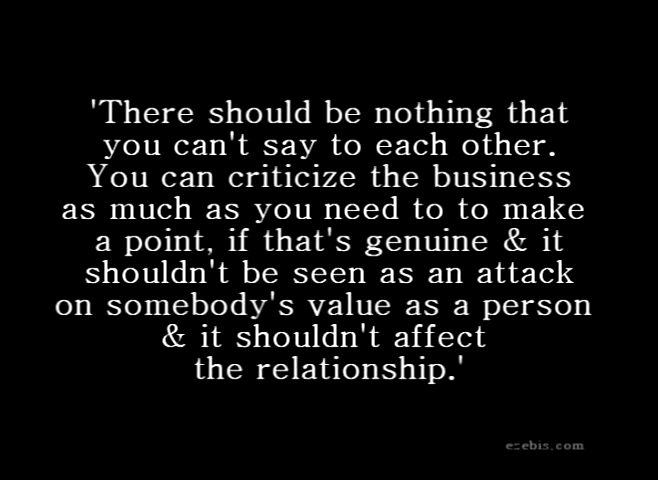 'There should be nothing that
you can't say to each other.
You can criticize the business
as much as you need to to make
a point, if that's genuine & it
shouldn't be seen as an attack
on somebody's value as a person
& it shouldn't affect
the relationship.'
ezebis.com